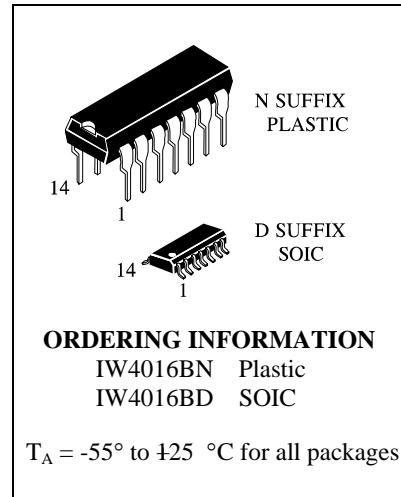 N SUFFIX
PLASTIC
14
1
D SUFFIX
SOIC
14
1
ORDERING INFORMATION
IW4016BN Plastic
IW4016BD SOIC
TA = -55° to +25 °C for all packages